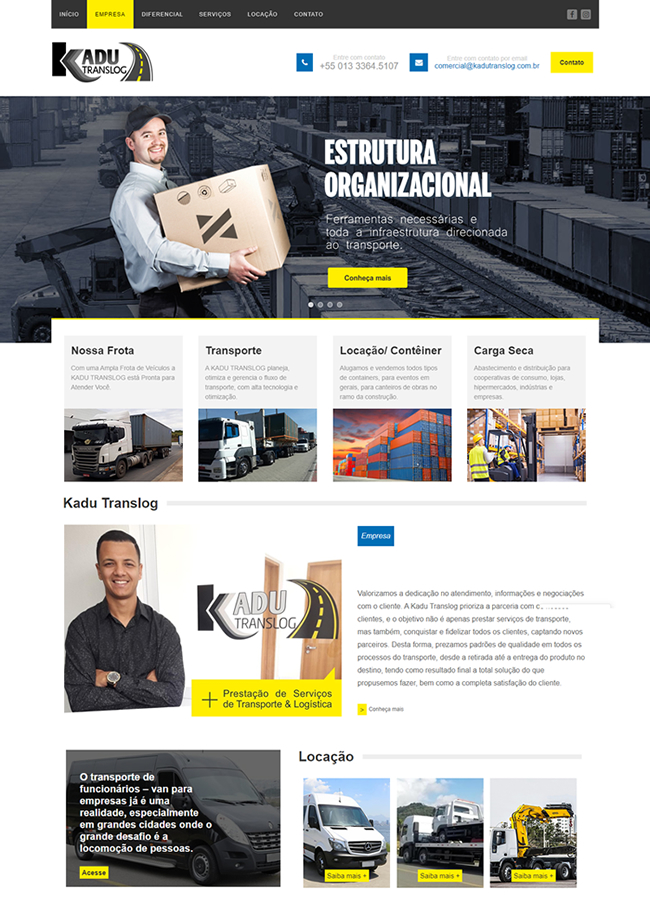 INÍCIO EMPRESA DIFERENCIAL SERVIÇOS LOCAÇÃO CONTATO
KADU
TRANSLOG
Entre com contato
+55 013 3364.5107
Entre com contato por email
comercial@kadutranslog.com.br
Contato
ESTRUTURA
ORGANIZACIONAL
Ferramentas necessárias e
toda a infraestrutura direcionada
ao transporte.
Conheça mais
Nossa Frota
Com uma Ampla Frota de Veículos a
KADU TRANSLOG está Pronta para
Atender Você.
Transporte
A KADU TRANSLOG planeja,
otimiza e gerencia o fluxo de
transporte, com alta tecnologia e
otimização.
Locação/ Contêiner
Alugamos e vendemos todos tipos
de containers, para eventos em
gerais, para canteiros de obras no
ramo da construção.
Carga Seca
Abastecimento e distribuição para
cooperativas de consumo, lojas,
hipermercados, indústrias e
empresas.
Kadu Translog
KADU
TRANSLOG
+ Prestação de Serviços
de Transporte & Logística
Empresa
Valorizamos a dedicação no atendimento, informações e negociações
com o cliente. A Kadu Translog prioriza a parceria com
clientes, e o objetivo não é apenas prestar serviços de transporte,
mas também, conquistar e fidelizar todos os clientes, captando novos
parceiros. Desta forma, prezamos padrões de qualidade em todos os
processos do transporte, desde a retirada até a entrega do produto no
destino, tendo como resultado final a total solução do que
propusemos fazer, bem como a completa satisfação do cliente.
> Conheça mais
O transporte de
funcionários – van para
empresas já é uma
realidade, especialmente
em grandes cidades onde o
grande desafio é a
locomoção de pessoas.
Acesse
Locação
Saiba mais +
Saiba mais +
Saiba mais +